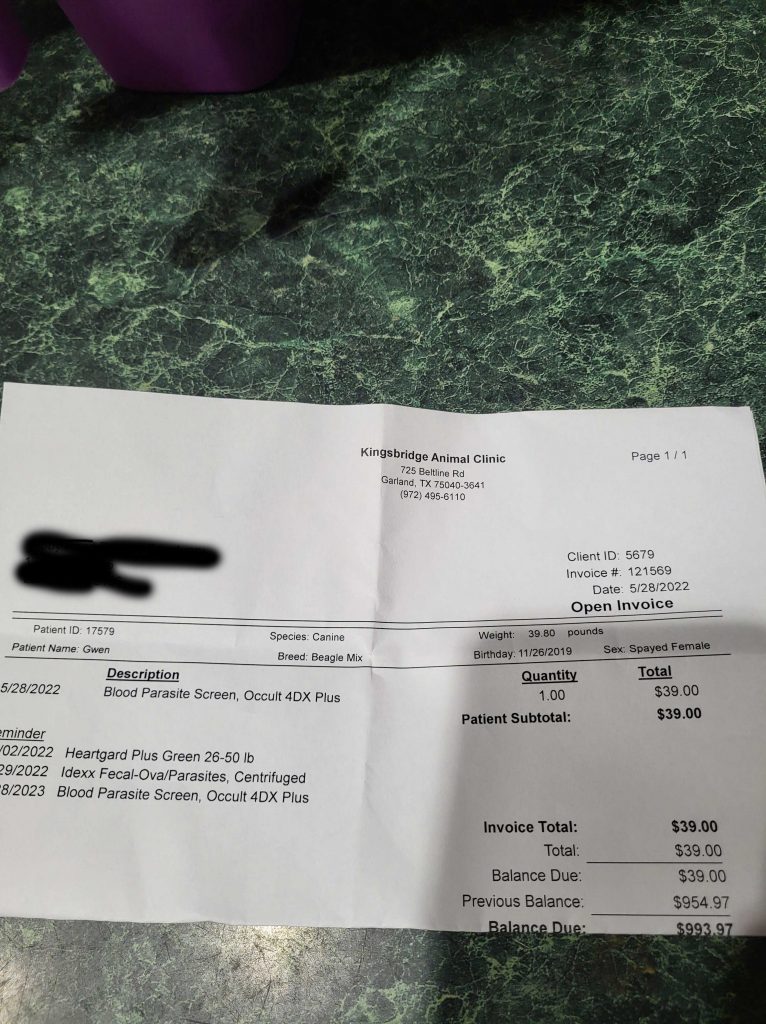 Kingsbridge Animal Clinic
725 Beltline Rd
Garland, TX 75040-3641
(972) 495-6110
Page 1 / 1
Client ID: 5679
Invoice #: 121569
Date: 5/28/2022
Open Invoice
Patient ID: 17579 Species: Canine Weight: 39.80 pounds
Patient Name: Gwen Breed: Beagle Mix Birthday: 11/26/2019 Sex: Spayed Female
Description Quantity Total
5/28/2022 Blood Parasite Screen, Occult 4DX Plus 1.00 $39.00
Patient Subtotal: $39.00
eminder
/02/2022 Heartgard Plus Green 26-50 lb
29/2022 Idexx Fecal-Ova/Parasites, Centrifuged
8/2023 Blood Parasite Screen, Occult 4DX Plus
Invoice Total: $39.00
Total: $39.00
Balance Due: $39.00
Previous Balance: $954.97
Balance Due: $993.97